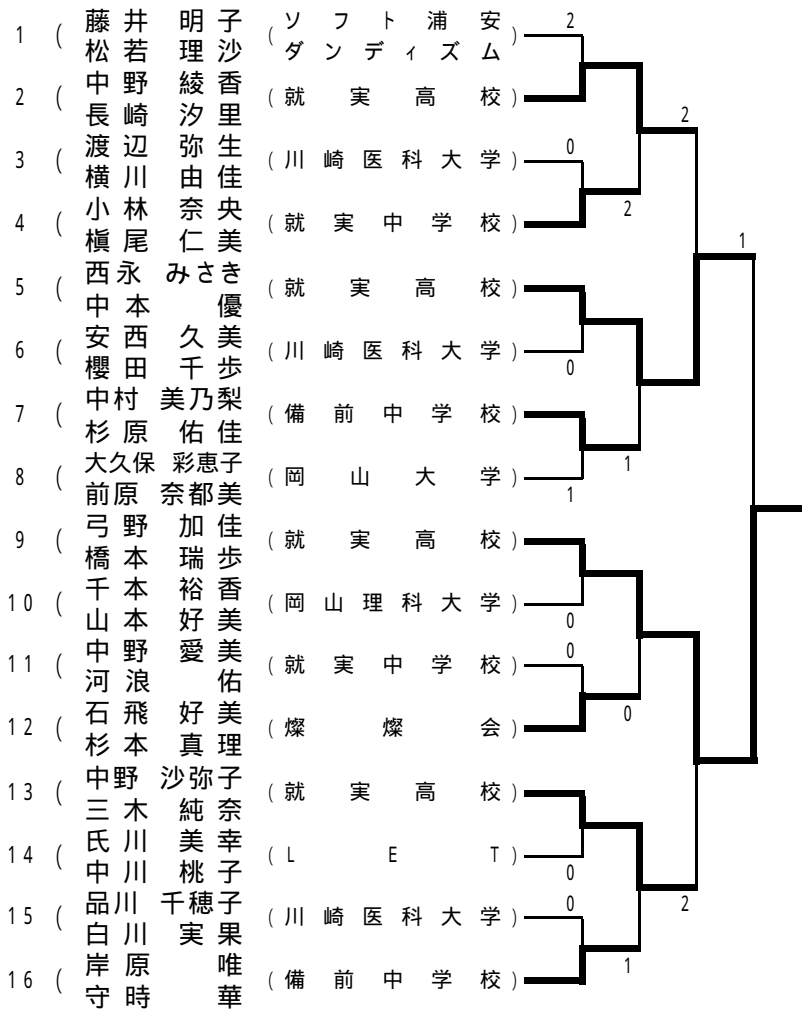 藤井 明子
1 ( 松若 理沙 (ソフト浦安ダンディズム) 2
中野 綾香
2 ( 長崎 汐里 (就実高校)
2
渡辺 弥生
3 ( 横川 由佳 (川崎医科大学) 0
2
小林 奈央
4 ( 槇尾 仁美 (就実中学校)
1
西永 みさき
5 ( 中本 優 (就実高校)
安西 久美
6 ( 櫻田 千歩 (川崎医科大学) 0
中村 美乃梨
7 ( 杉原 佑佳 (備前中学校)
1
大久保 彩恵子
8 ( 前原 奈都美 (岡山大学) 1
弓野 加佳
9 ( 橋本 瑞歩 (就実高校)
千本 裕香
10 ( 山本 好美 (岡山理科大学) 0
中野 愛美
11 ( 河浪 佑 (就実中学校) 0
0
石飛 好美
12 ( 杉本 真理 (燦燦会)
中野 沙弥子
13 ( 三木 純奈 (就実高校)
氏川 美幸
14 ( 中川 桃子 (LET) 0
2
品川 千穂子
15 ( 白川 実果 (川崎医科大学) 0
1
岸原 唯
16 ( 守時 華 (備前中学校)